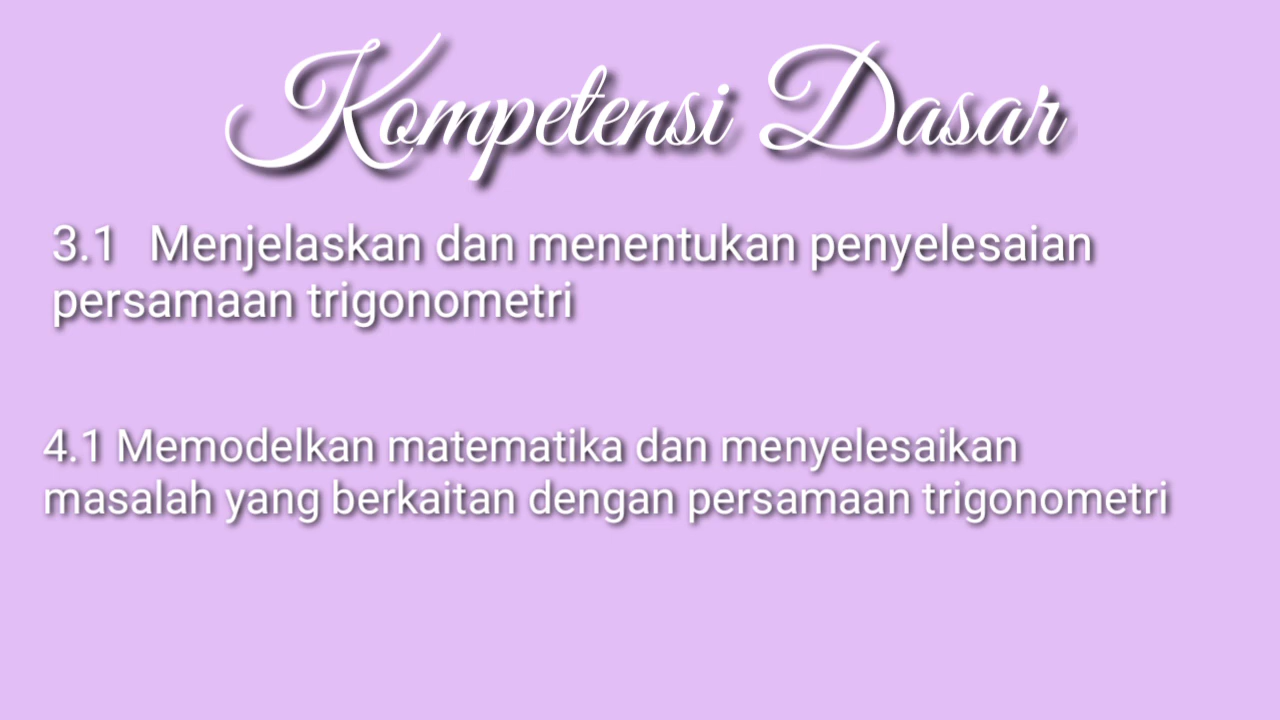 Kompetensi Dasar
3.1 Menjelaskan dan menentukan penyelesaian
persamaan trigonometri
4.1 Memodelkan matematika dan menyelesaikan
masalah yang berkaitan dengan persamaan trigonometri